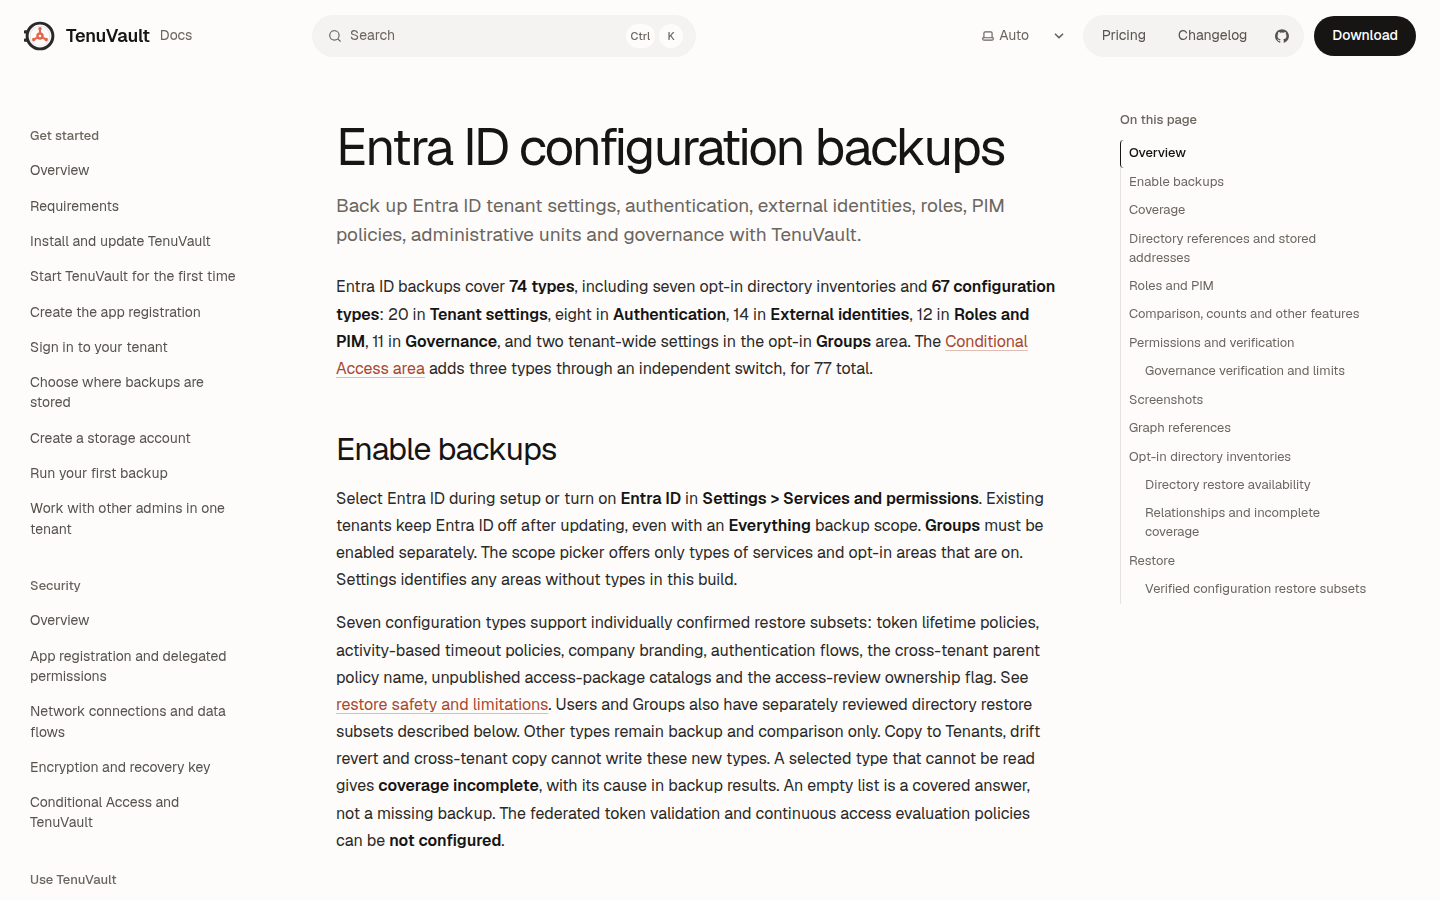 TenuVault Docs
Search Ctrl K
Auto
Pricing Changelog
Download
Get started
Overview
Requirements
Install and update TenuVault
Start TenuVault for the first time
Create the app registration
Sign in to your tenant
Choose where backups are
stored
Create a storage account
Run your first backup
Work with other admins in one
tenant
Security
Overview
App registration and delegated
permissions
Network connections and data
flows
Encryption and recovery key
Conditional Access and
TenuVault
Use TenuVault
Entra ID configuration backups
Back up Entra ID tenant settings, authentication, external identities, roles, PIM
policies, administrative units and governance with TenuVault.
Entra ID backups cover 74 types, including seven opt-in directory inventories and 67 configuration
types: 20 in Tenant settings, eight in Authentication, 14 in External identities, 12 in Roles and
PIM, 11 in Governance, and two tenant-wide settings in the opt-in Groups area. The Conditional
Access area adds three types through an independent switch, for 77 total.
Enable backups
Select Entra ID during setup or turn on Entra ID in Settings > Services and permissions. Existing
tenants keep Entra ID off after updating, even with an Everything backup scope. Groups must be
enabled separately. The scope picker offers only types of services and opt-in areas that are on.
Settings identifies any areas without types in this build.
Seven configuration types support individually confirmed restore subsets: token lifetime policies,
activity-based timeout policies, company branding, authentication flows, the cross-tenant parent
policy name, unpublished access-package catalogs and the access-review ownership flag. See
restore safety and limitations. Users and Groups also have separately reviewed directory restore
subsets described below. Other types remain backup and comparison only. Copy to Tenants, drift
revert and cross-tenant copy cannot write these new types. A selected type that cannot be read
gives coverage incomplete, with its cause in backup results. An empty list is a covered answer,
not a missing backup. The federated token validation and continuous access evaluation policies
can be not configured.
On this page
Overview
Enable backups
Coverage
Directory references and stored
addresses
Roles and PIM
Comparison, counts and other features
Permissions and verification
Governance verification and limits
Screenshots
Graph references
Opt-in directory inventories
Directory restore availability
Relationships and incomplete
coverage
Restore
Verified configuration restore subsets